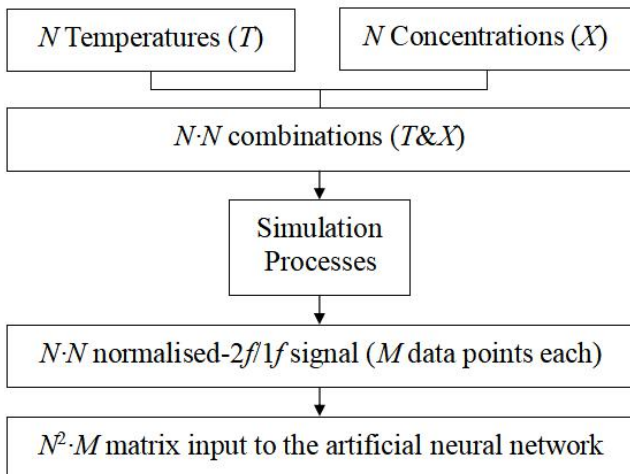 N Temperatures (T)
N Concentrations (X)
N·N combinations (T&X)
Simulation
Processes
N·N normalised-2f/1f signal (M data points each)
N²·M matrix input to the artificial neural network